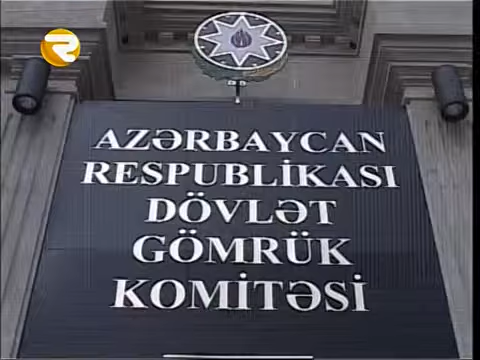 AZƏRBAYCAN
RESPUBLİKASI
DÖVLƏT
GÖMRÜK
KOMİTƏSİ